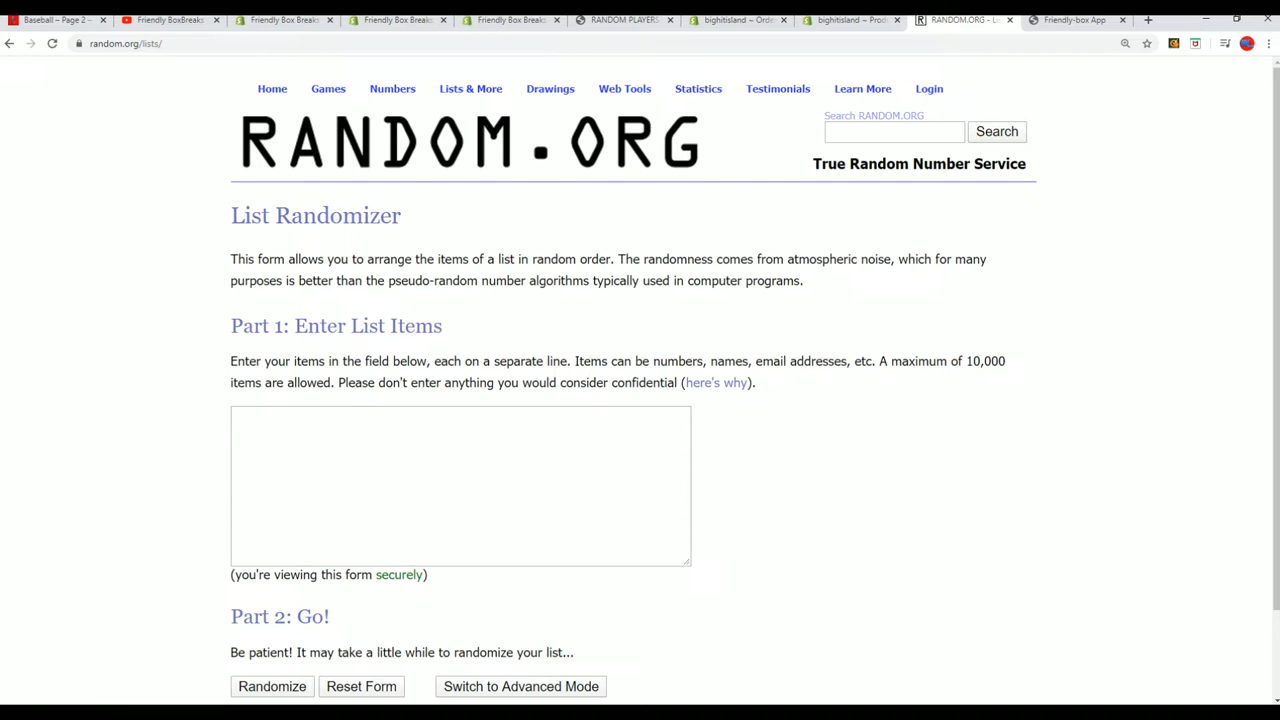 Baseball – Page 2 –
Friendly BoxBreaks
Friendly Box Breaks
Friendly Box Breaks
Friendly Box Breaks
RANDOM PLAYERS
bighitisland ~ Orde
bighitisland ~ Prod
RANDOM.ORG - Li
Friendly-box App
random.org/lists/
Home Games Numbers Lists & More Drawings Web Tools Statistics Testimonials Learn More Login
RANDOM.ORG
Search RANDOM.ORG
Search
True Random Number Service
List Randomizer
This form allows you to arrange the items of a list in random order. The randomness comes from atmospheric noise, which for many
purposes is better than the pseudo-random number algorithms typically used in computer programs.
Part 1: Enter List Items
Enter your items in the field below, each on a separate line. Items can be numbers, names, email addresses, etc. A maximum of 10,000
items are allowed. Please don't enter anything you would consider confidential (here's why).
(you're viewing this form securely)
Part 2: Go!
Be patient! It may take a little while to randomize your list...
Randomize Reset Form Switch to Advanced Mode